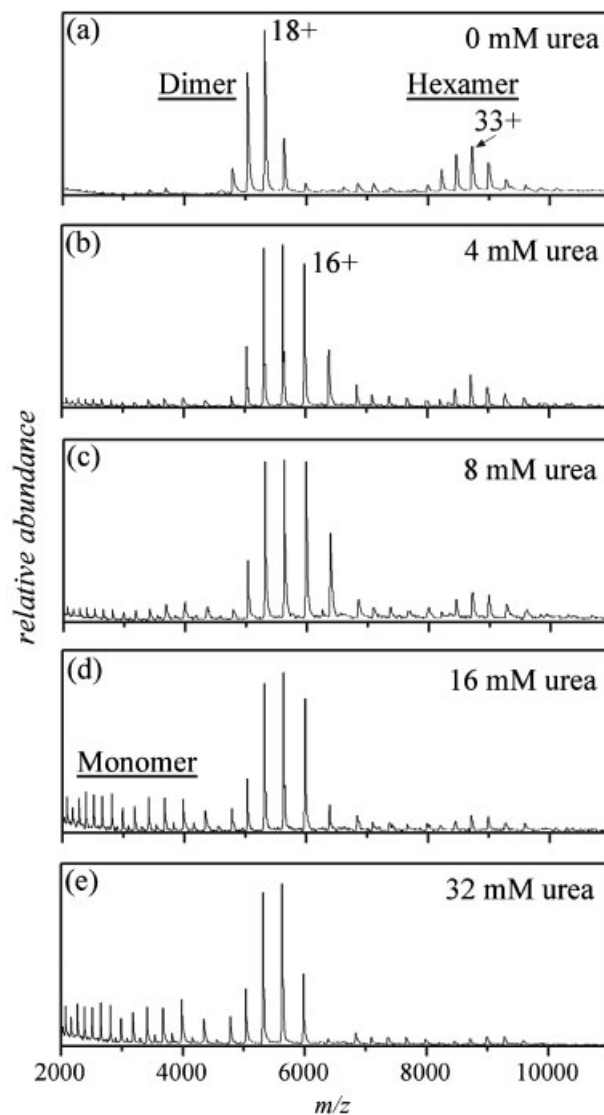 (a)
18+
0 mM urea
Dimer
Hexamer
33+
(b)
16+
4 mM urea
(c)
8 mM urea
(d)
16 mM urea
Monomer
(e)
32 mM urea
relative abundance
2000 4000 6000 8000 10000
m/z